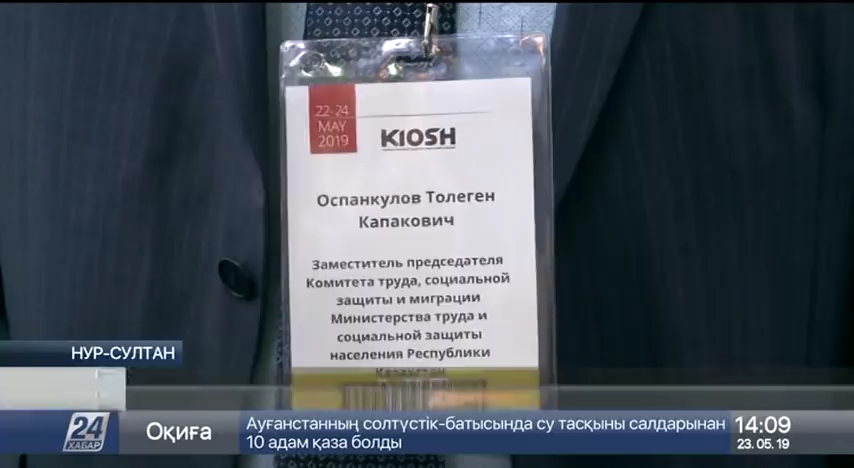 22-24
MAY
2019
KIOSH
Оспанкулов Толеген
Капакович
Заместитель председателя
Комитета труда, социальной
защиты и миграции
Министерства труда и
социальной защиты
населения Республики
Казахстан
НУР-СУЛТАН
24
ХАБАР
Оқиға
Ауғанстанның солтүстік-батысында су тасқыны салдарынан
10 адам қаза болды
14:09
23.05.19